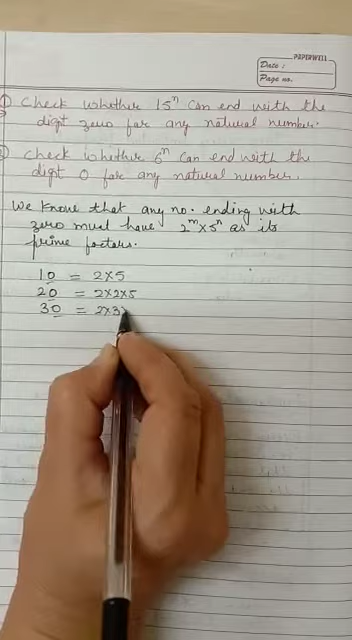 PAPERWELL
Date :
Page no.
① Check whether 15ⁿ can end with the
digit zero for any natural number.
② Check whether 6ⁿ can end with the
digit 0 for any natural number.
We know that any no. ending with
zero must have 2ᵐ×5ⁿ as its
prime factors.
10 = 2×5
20 = 2×2×5
30 = 2×3×